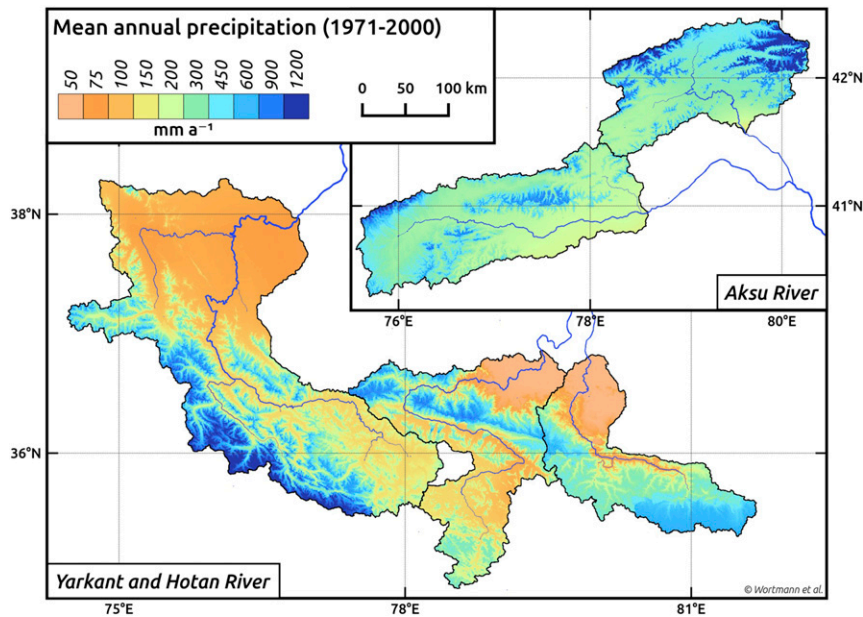 Mean annual precipitation (1971-2000)
50 75 100 150 200 300 450 600 900 1200
mm a⁻¹
0 50 100 km
42°N
41°N
76°E 78°E 80°E
Aksu River
38°N
36°N
Yarkant and Hotan River
© Wortmann et al.
75°E 78°E 81°E